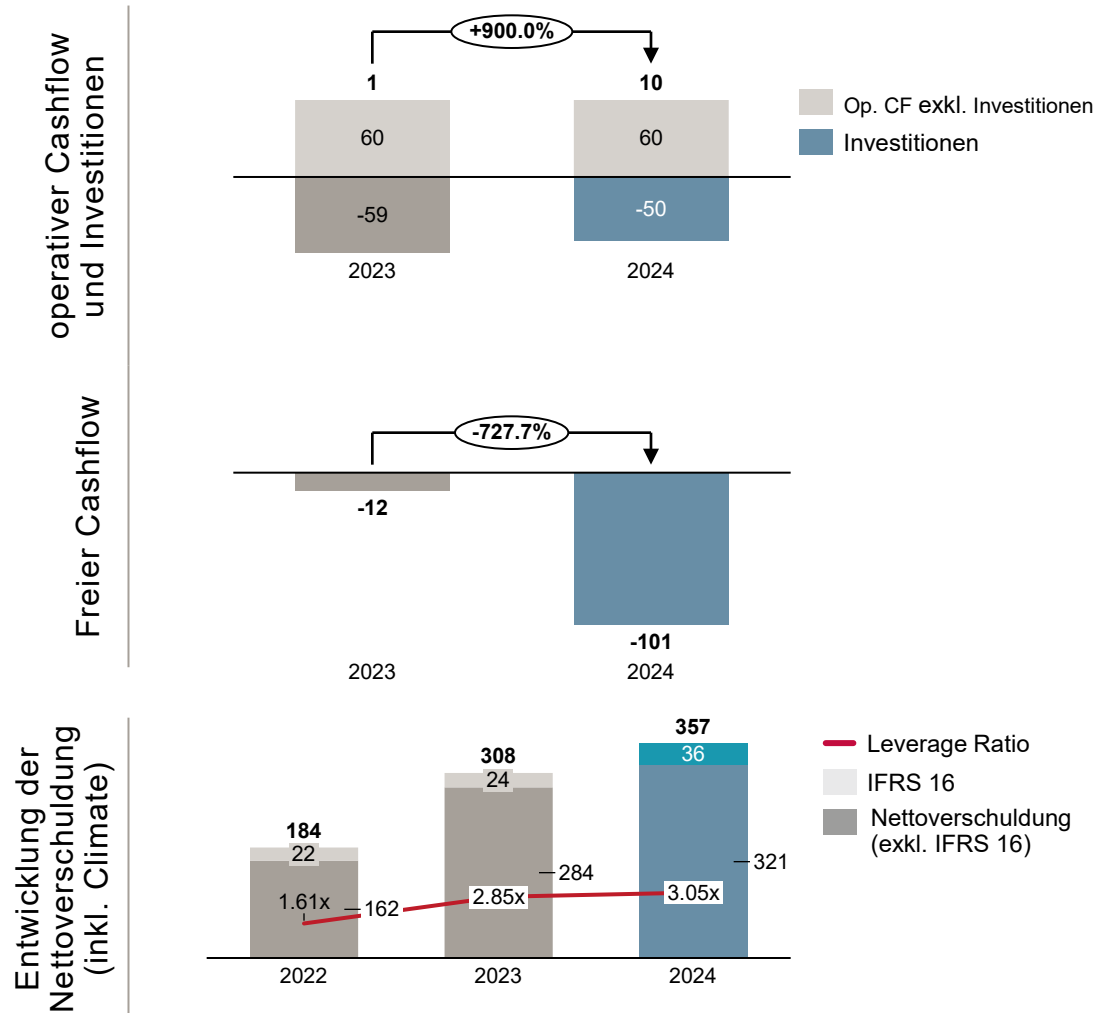 operativer Cashflow
und Investitionen
+900.0%
1
10
60
60
-59
-50
2023
2024
Op. CF exkl. Investitionen
Investitionen
Freier Cashflow
-727.7%
-12
-101
2023
2024
Entwicklung der
Nettoverschuldung
(inkl. Climate)
184
22
1.61x
162
308
24
284
2.85x
357
36
321
3.05x
2022
2023
2024
Leverage Ratio
IFRS 16
Nettoverschuldung
(exkl. IFRS 16)